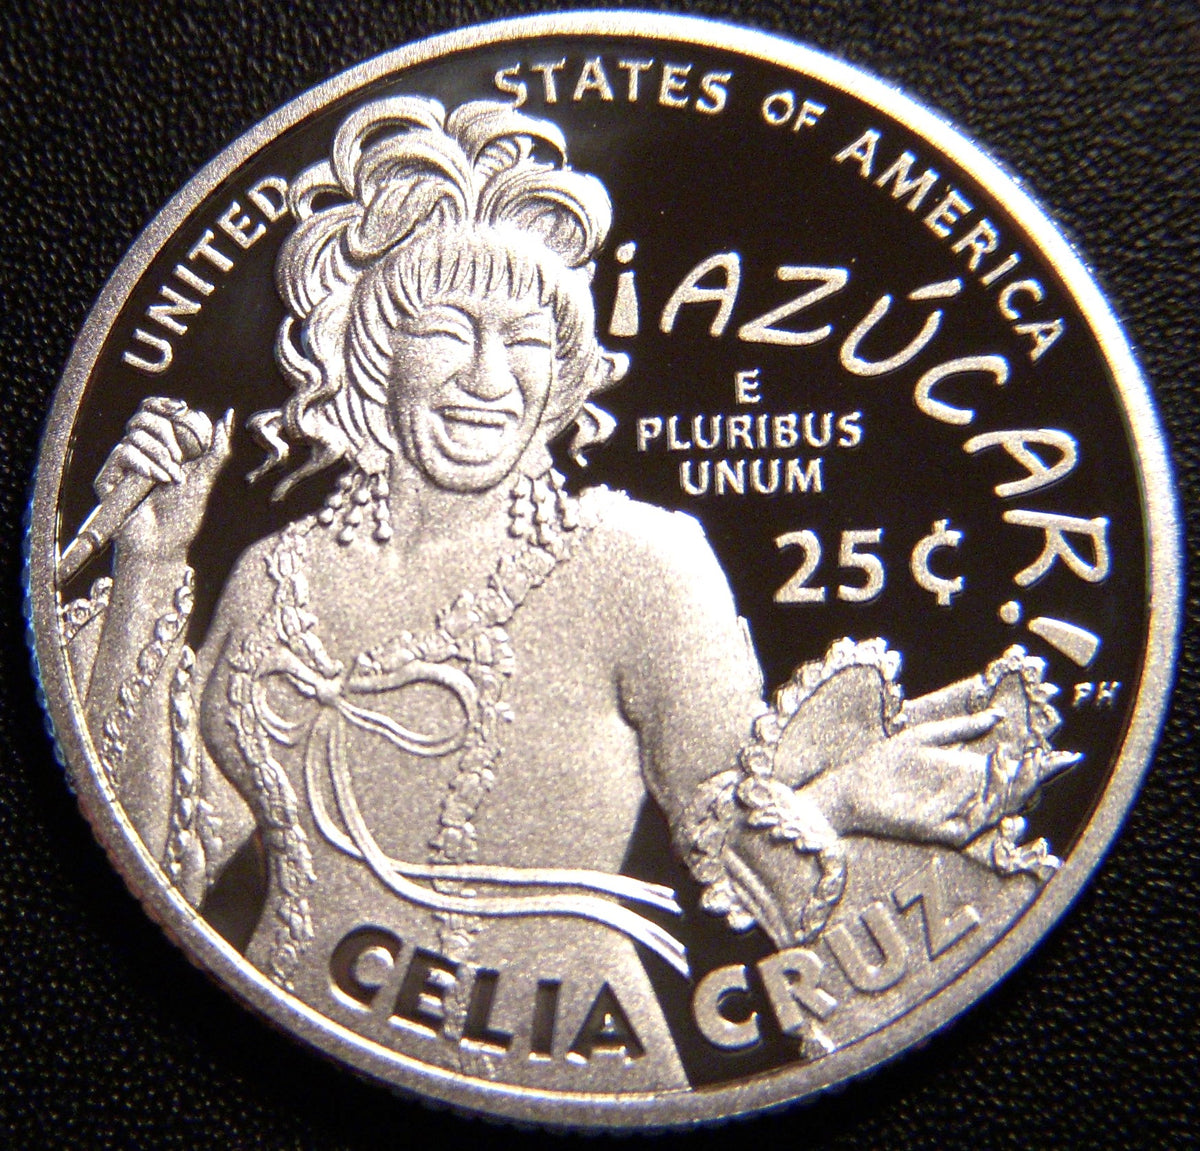 UNITED STATES OF AMERICA
¡AZÚCAR!
E
PLURIBUS
UNUM
25¢
PH
CELIA CRUZ